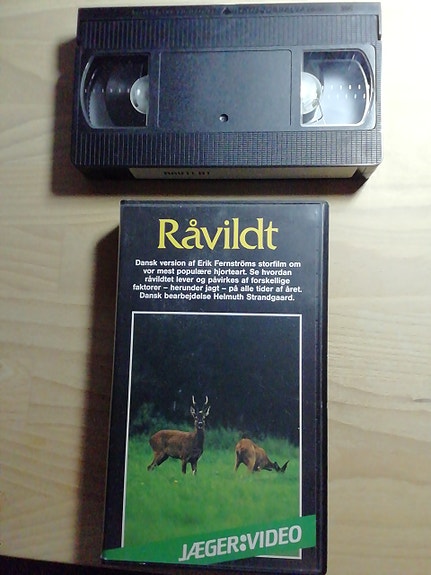 RÅVILDT
Råvildt
Dansk version af Erik Fernströms storfilm om
vor mest populære hjorteart. Se hvordan
råvildtet lever og påvirkes af forskellige
faktorer – herunder jagt – på alle tider af året.
Dansk bearbejdelse Helmuth Strandgaard.
JÆGER:VIDEO